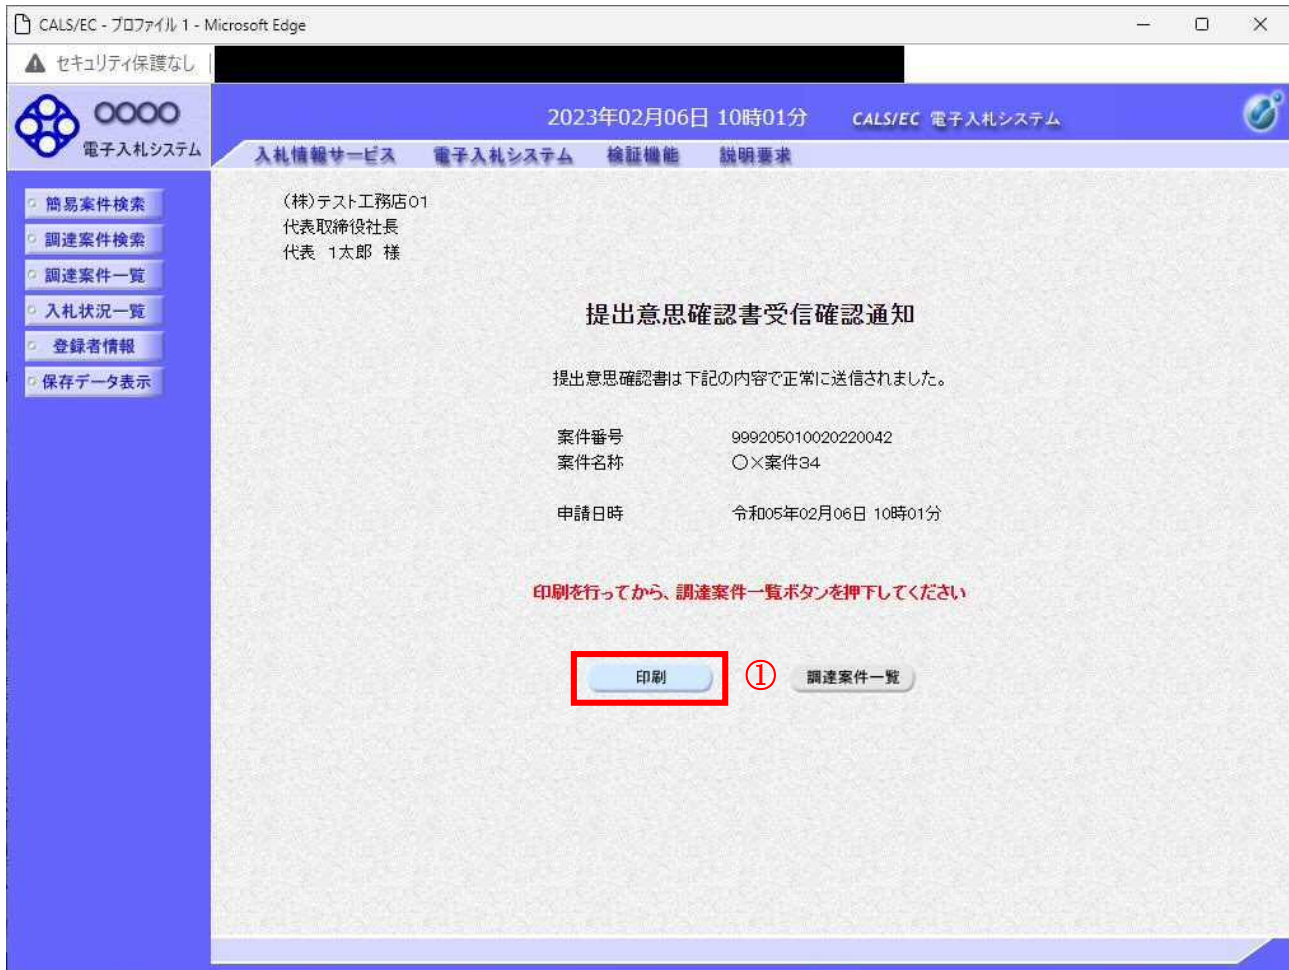 CALS/EC - プロファイル 1 - Microsoft Edge
セキュリティ保護なし
〇〇〇〇
電子入札システム
2023年02月06日 10時01分 CALS/EC 電子入札システム
入札情報サービス 電子入札システム 検証機能 説明要求
簡易案件検索
調達案件検索
調達案件一覧
入札状況一覧
登録者情報
保存データ表示
(株)テスト工務店01
代表取締役社長
代表 1太郎 様
提出意思確認書受信確認通知
提出意思確認書は下記の内容で正常に送信されました。
案件番号 999205010020220042
案件名称 〇×案件34
申請日時 令和05年02月06日 10時01分
印刷を行ってから、調達案件一覧ボタンを押下してください
印刷 ① 調達案件一覧